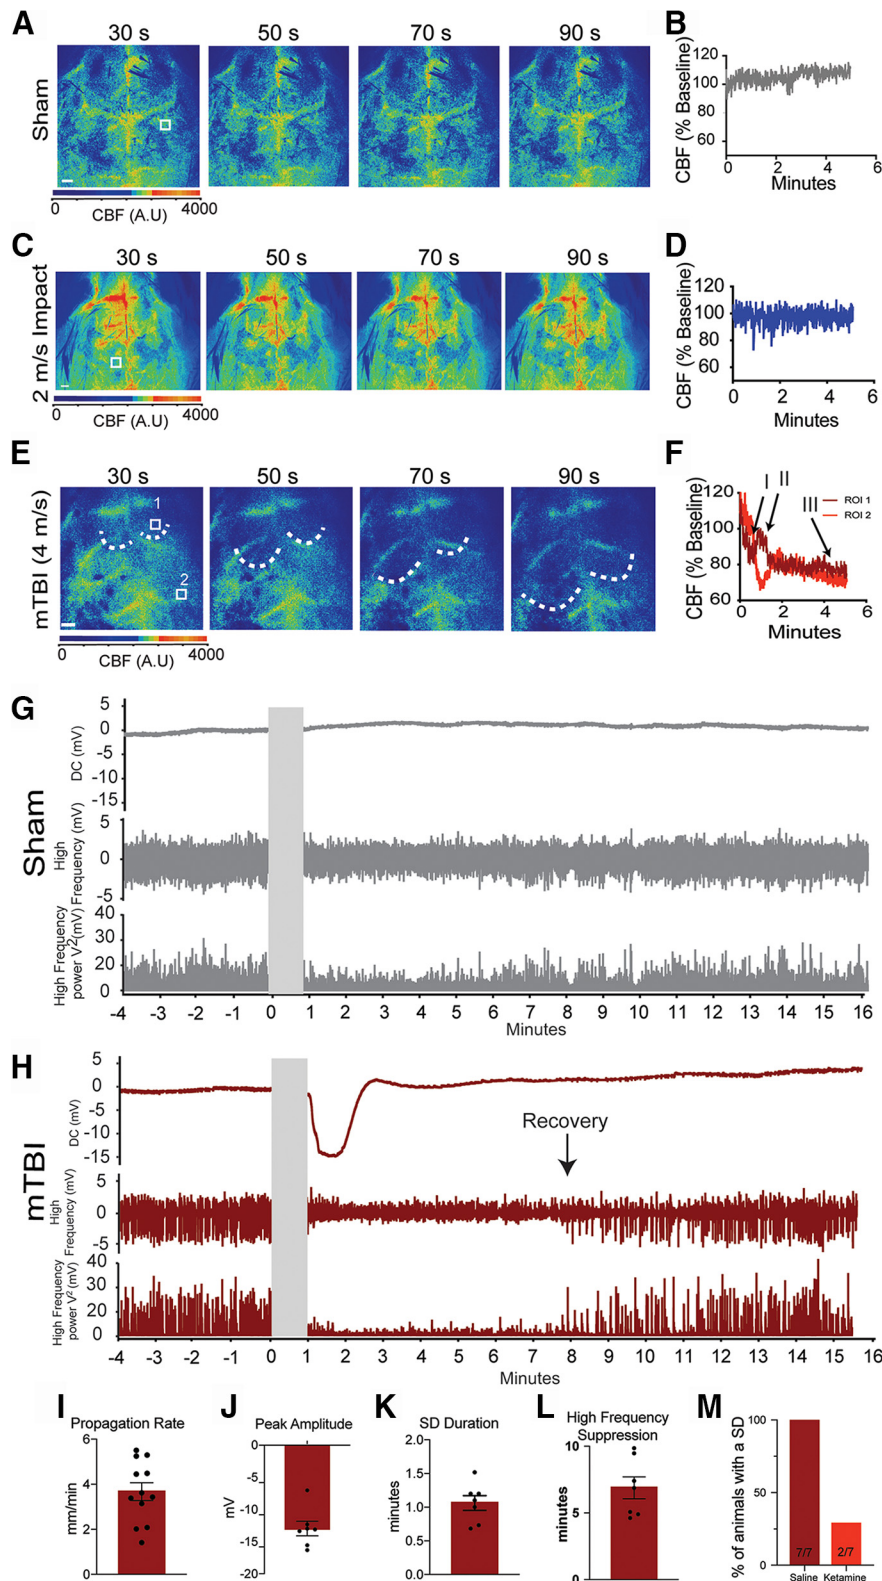 A
30 s
50 s
70 s
90 s
Sham
0
4000
CBF (A.U)
B
CBF (% Baseline)
120
100
80
60
0
2
4
6
Minutes
C
30 s
50 s
70 s
90 s
2 m/s Impact
0
4000
CBF (A.U)
D
CBF (% Baseline)
120
100
80
60
0
2
4
6
Minutes
E
30 s
50 s
70 s
90 s
mTBI (4 m/s)
1
2
0
4000
CBF (A.U)
F
CBF (% Baseline)
120
100
80
60
I
II
III
ROI 1
ROI 2
0
2
4
6
Minutes
G
Sham
DC (mV)
5
0
-5
-10
-15
High
Frequency (mV)
5
0
-5
High Frequency
power V2(mV)
40
30
20
0
-4 -3 -2 -1 0 1 2 3 4 5 6 7 8 9 10 11 12 13 14 15 16
Minutes
H
mTBI
DC (mV)
5
0
-5
-10
-15
Recovery
High
Frequency (mV)
5
0
-5
High Frequency
power V2 (mV)
40
30
20
0
-4 -3 -2 -1 0 1 2 3 4 5 6 7 8 9 10 11 12 13 14 15 16
Minutes
I
Propagation Rate
mm/min
6
4
2
0
J
Peak Amplitude
mV
0
-5
-10
-15
-20
K
SD Duration
minutes
2.0
1.5
1.0
0.5
0.0
L
High Frequency
Suppression
minutes
10
5
0
M
% of animals with a SD
100
50
0
7/7
2/7
Saline
Ketamine